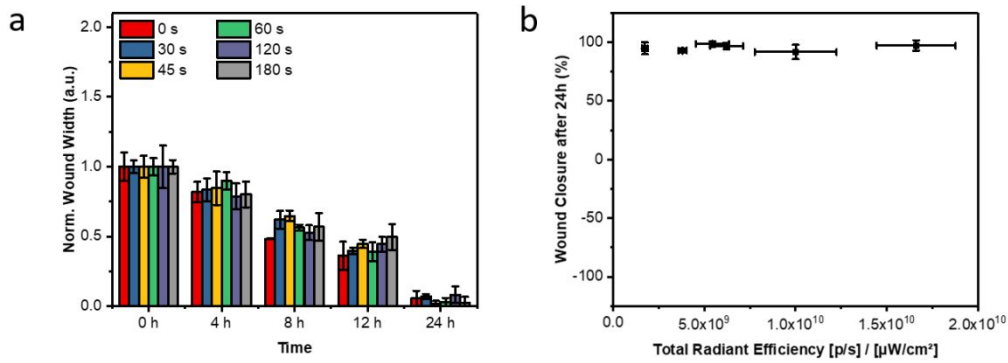 a
2.0
1.5
1.0
0.5
0.0
Norm. Wound Width (a.u.)
0 s
30 s
45 s
60 s
120 s
180 s
0 h
4 h
8 h
12 h
24 h
Time
b
100
50
0
-50
-100
Wound Closure after 24h (%)
0
5.0x10⁹
1.0x10¹⁰
1.5x10¹⁰
2.0x10¹⁰
Total Radiant Efficiency [p/s] / [µW/cm²]